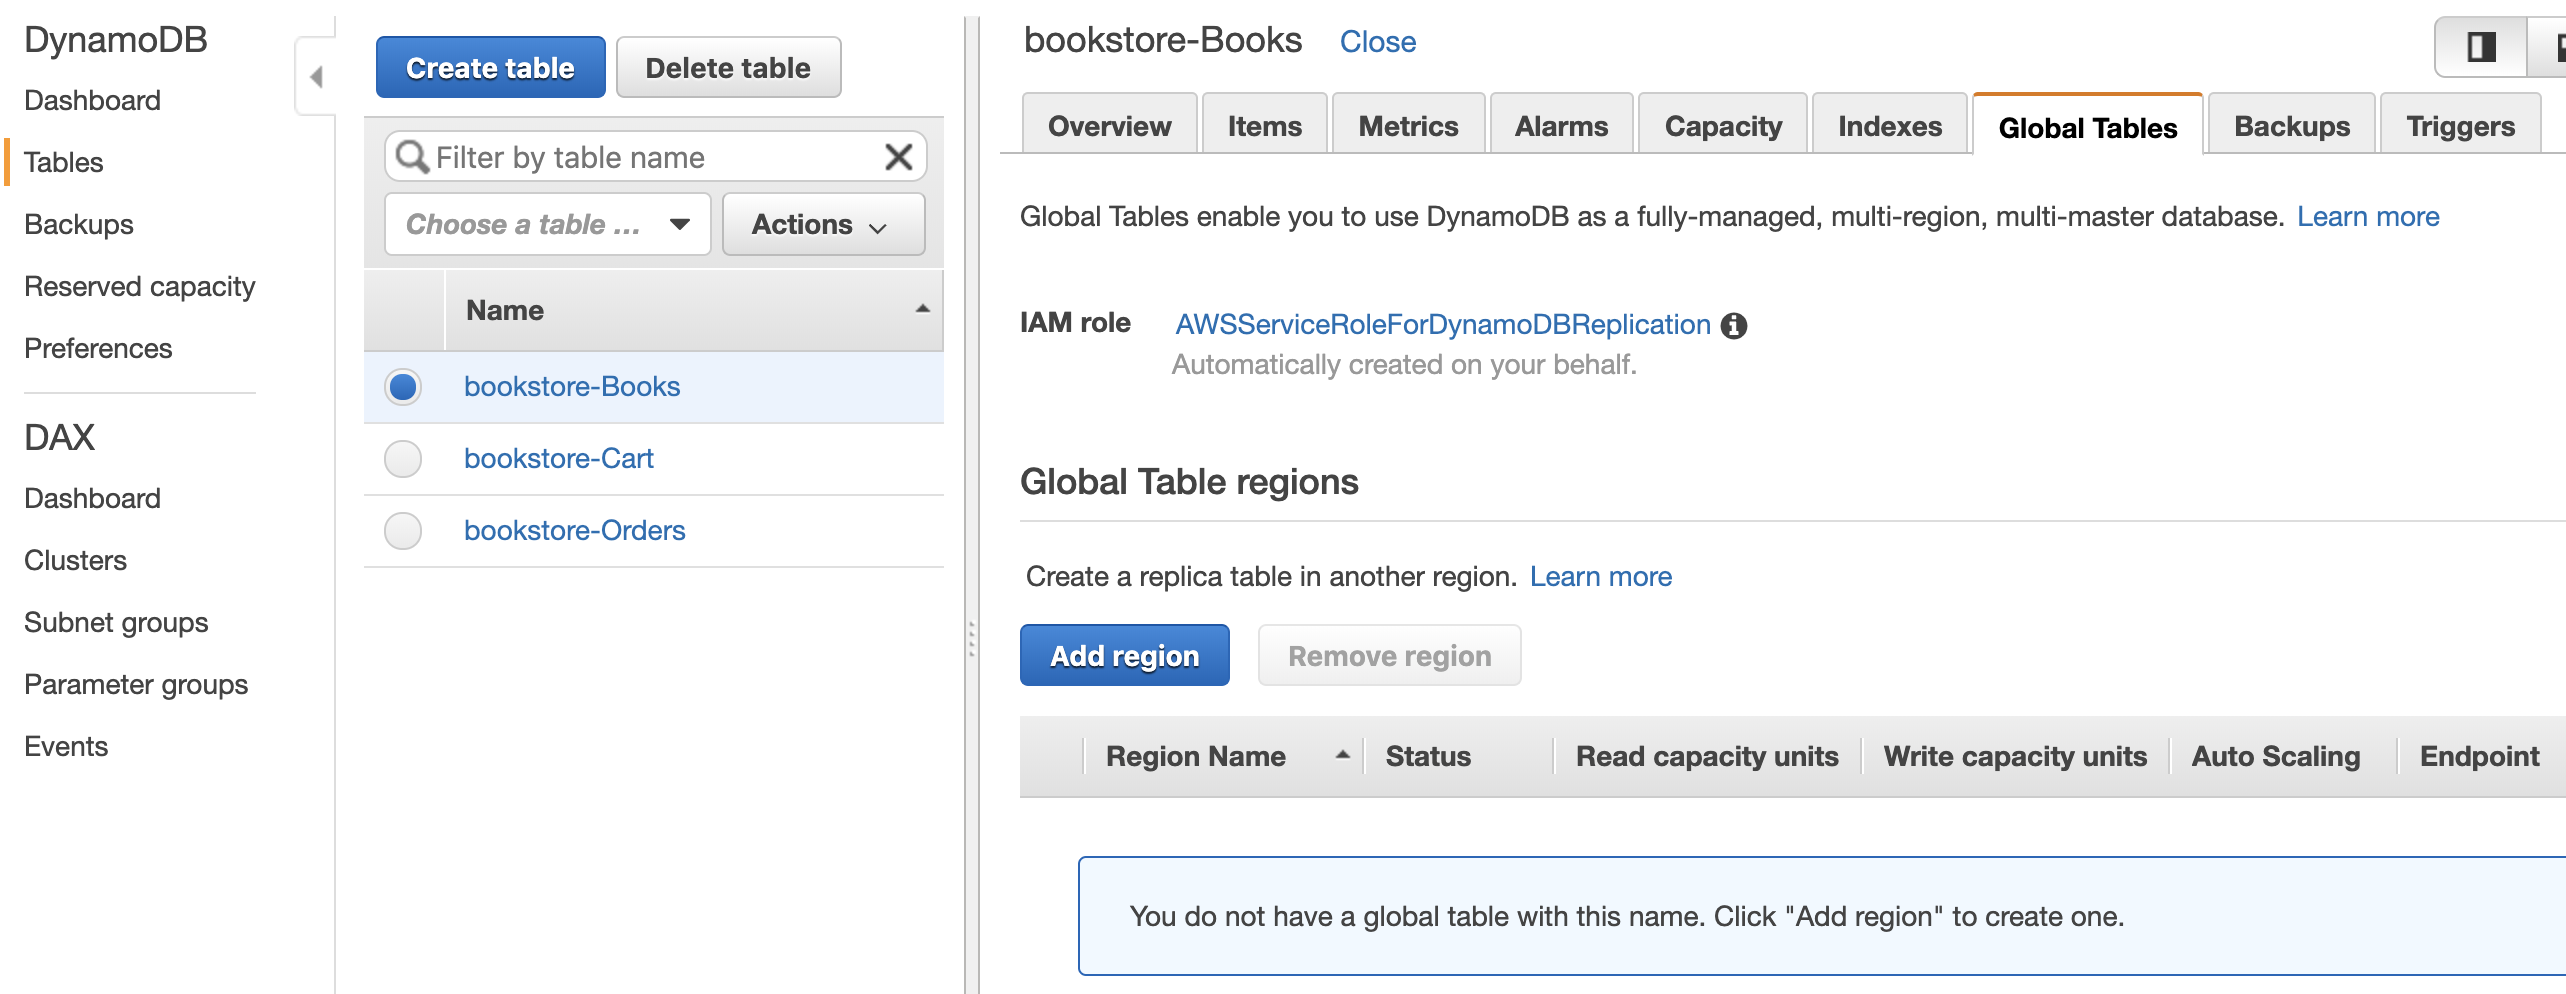 DynamoDB
Dashboard
Tables
Backups
Reserved capacity
Preferences
DAX
Dashboard
Clusters
Subnet groups
Parameter groups
Events
Create table
Delete table
Filter by table name
Choose a table ...
Actions
Name
bookstore-Books
bookstore-Cart
bookstore-Orders
bookstore-Books Close
Overview Items Metrics Alarms Capacity Indexes Global Tables Backups Triggers
Global Tables enable you to use DynamoDB as a fully-managed, multi-region, multi-master database. Learn more
IAM role AWSServiceRoleForDynamoDBReplication
Automatically created on your behalf.
Global Table regions
Create a replica table in another region. Learn more
Add region Remove region
Region Name Status Read capacity units Write capacity units Auto Scaling Endpoint
You do not have a global table with this name. Click "Add region" to create one.